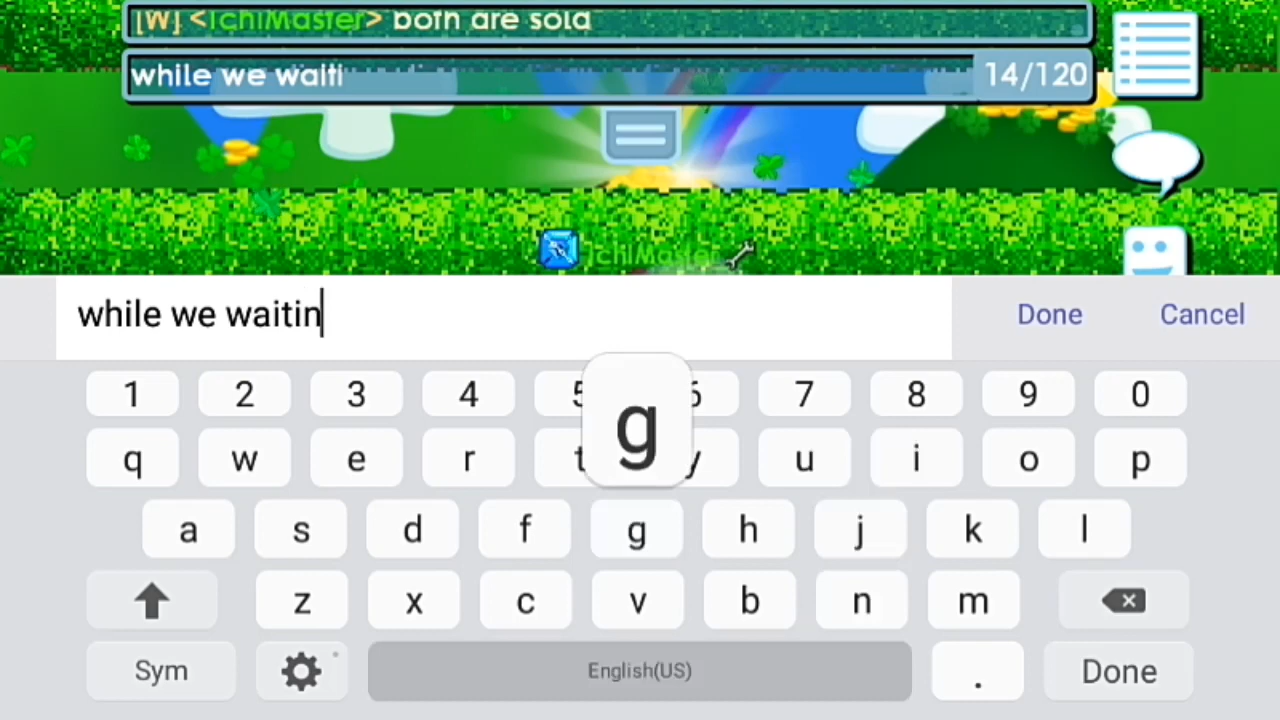 [W] <IchiMaster> both are sold
while we waiti
14/120
IchiMaster
while we waitin
Done
Cancel
1 2 3 4 5 6 7 8 9 0
g
q w e r t y u i o p
a s d f g h j k l
z x c v b n m
Sym
English(US)
.
Done